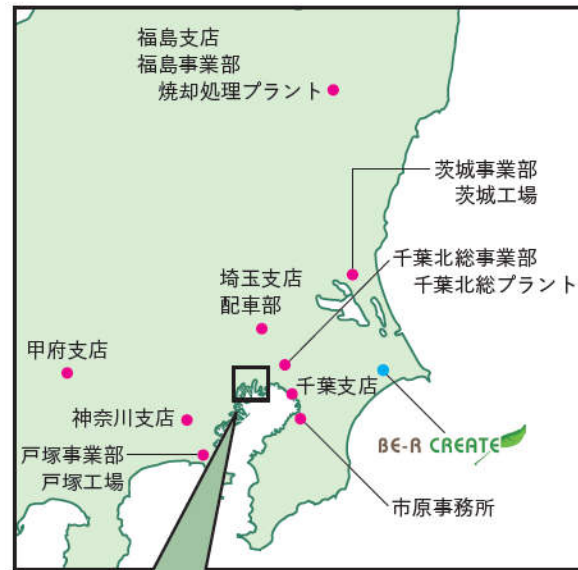 福島支店
福島事業部
焼却処理プラント
茨城事業部
茨城工場
千葉北総事業部
千葉北総プラント
埼玉支店
配車部
甲府支店
千葉支店
神奈川支店
BE-R CREATE
戸塚事業部
戸塚工場
市原事務所